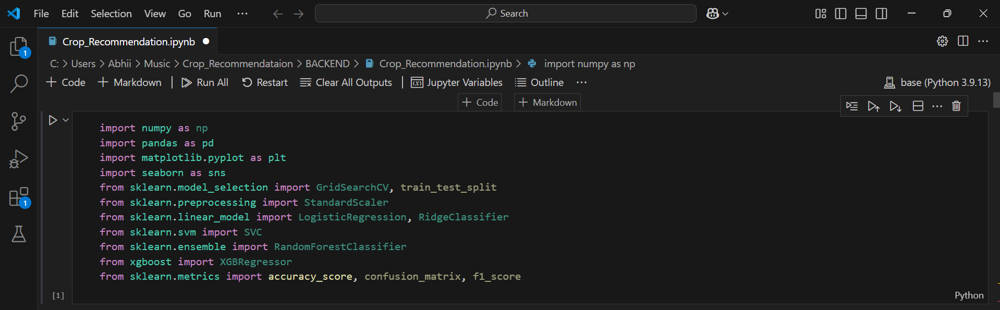 File Edit Selection View Go Run ··· Search
Crop_Recommendation.ipynb
1
C: > Users > Abhii > Music > Crop_Recommendataion > BACKEND > Crop_Recommendation.ipynb > import numpy as np
+ Code + Markdown | Run All Restart Clear All Outputs | Jupyter Variables Outline ··· base (Python 3.9.13)
+ Code + Markdown
import numpy as np
import pandas as pd
import matplotlib.pyplot as plt
import seaborn as sns
from sklearn.model_selection import GridSearchCV, train_test_split
from sklearn.preprocessing import StandardScaler
1
from sklearn.linear_model import LogisticRegression, RidgeClassifier
from sklearn.svm import SVC
from sklearn.ensemble import RandomForestClassifier
from xgboost import XGBRegressor
from sklearn.metrics import accuracy_score, confusion_matrix, f1_score
[1] Python